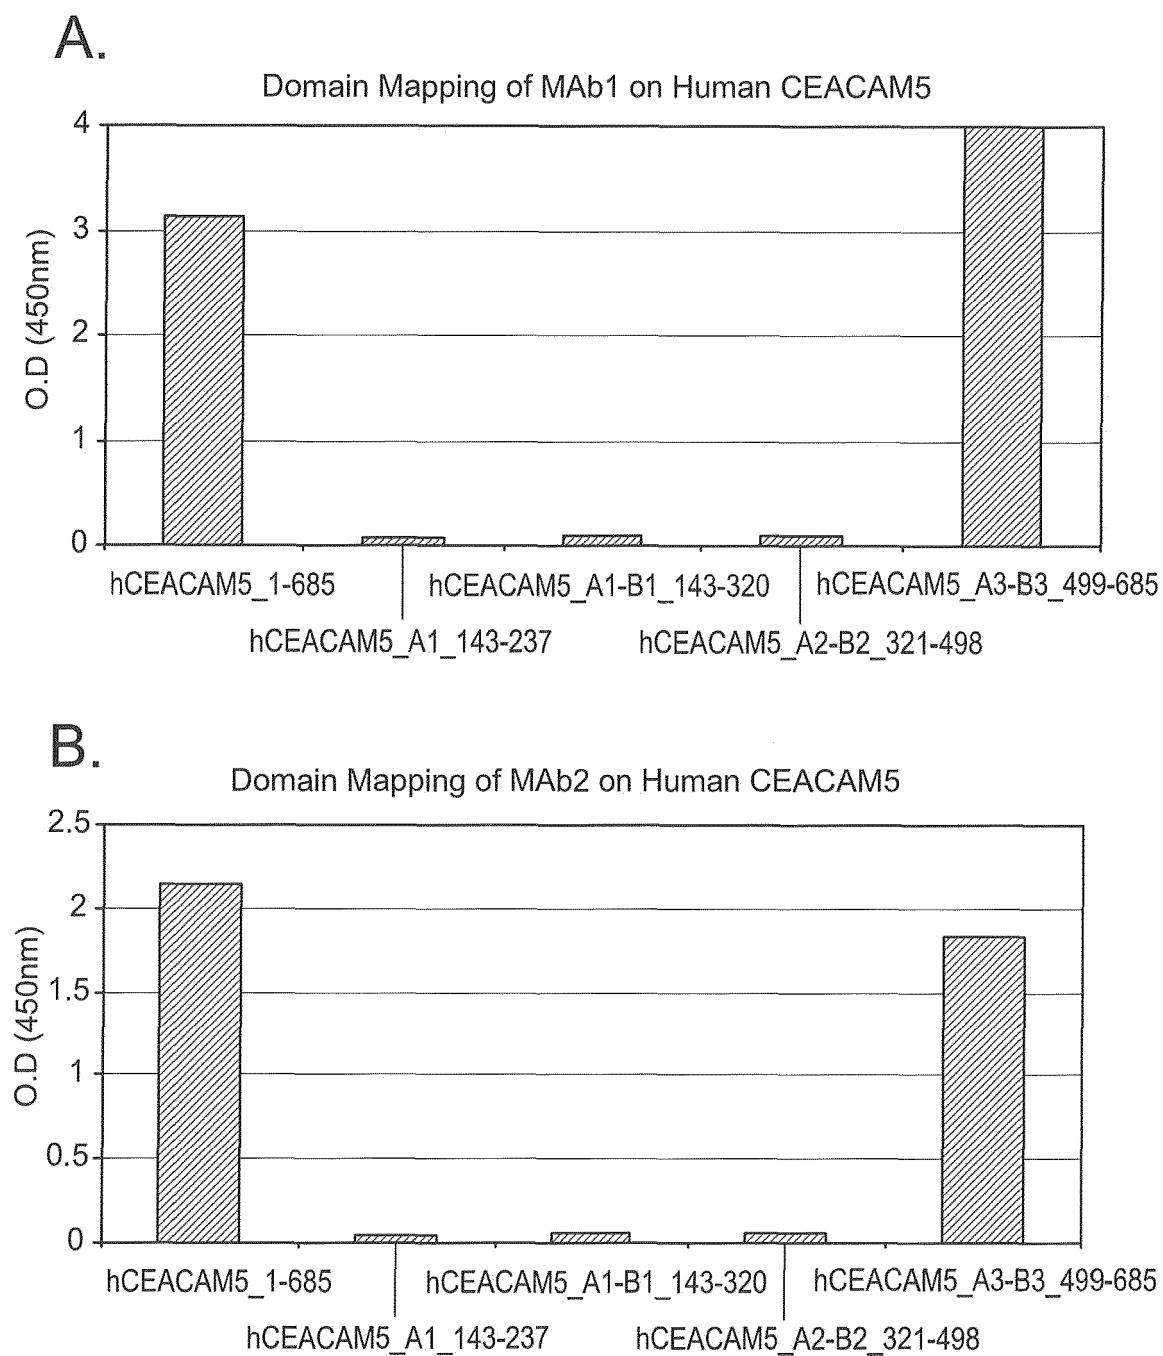 A.
Domain Mapping of MAb1 on Human CEACAM5
4
3
2
1
0
O.D (450nm)
hCEACAM5_1-685
hCEACAM5_A1-B1_143-320
hCEACAM5_A3-B3_499-685
hCEACAM5_A1_143-237
hCEACAM5_A2-B2_321-498
B.
Domain Mapping of MAb2 on Human CEACAM5
2.5
2
1.5
1
0.5
0
O.D (450nm)
hCEACAM5_1-685
hCEACAM5_A1-B1_143-320
hCEACAM5_A3-B3_499-685
hCEACAM5_A1_143-237
hCEACAM5_A2-B2_321-498